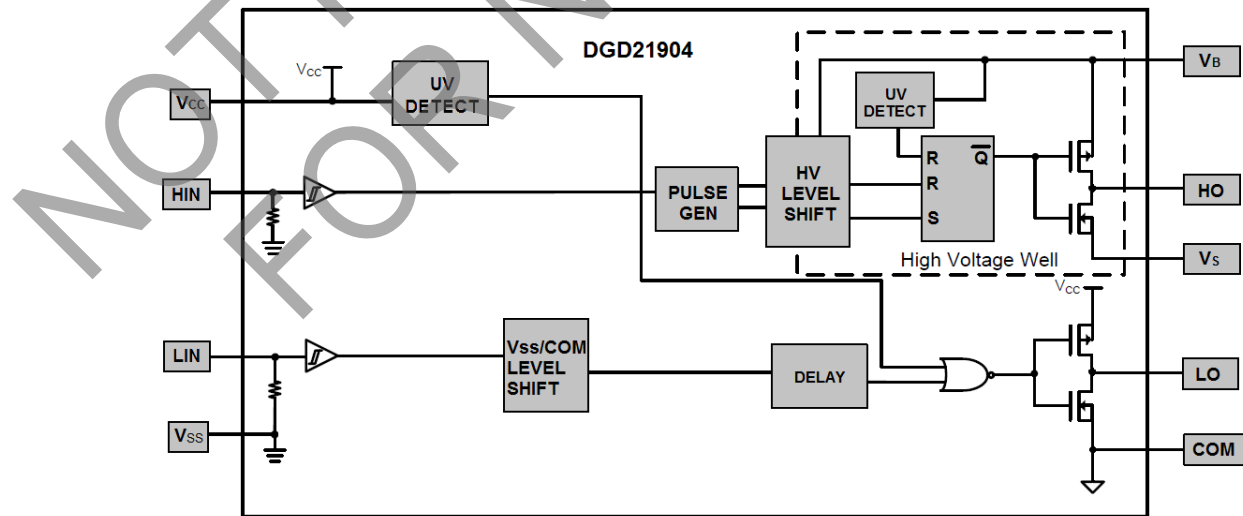 NOT
FOR N
DGD21904
VCC
VCC
UV
DETECT
UV
DETECT
VB
HIN
PULSE
GEN
HV
LEVEL
SHIFT
R
Q
R
S
HO
High Voltage Well
VS
VCC
LIN
Vss/COM
LEVEL
SHIFT
DELAY
LO
VSS
COM